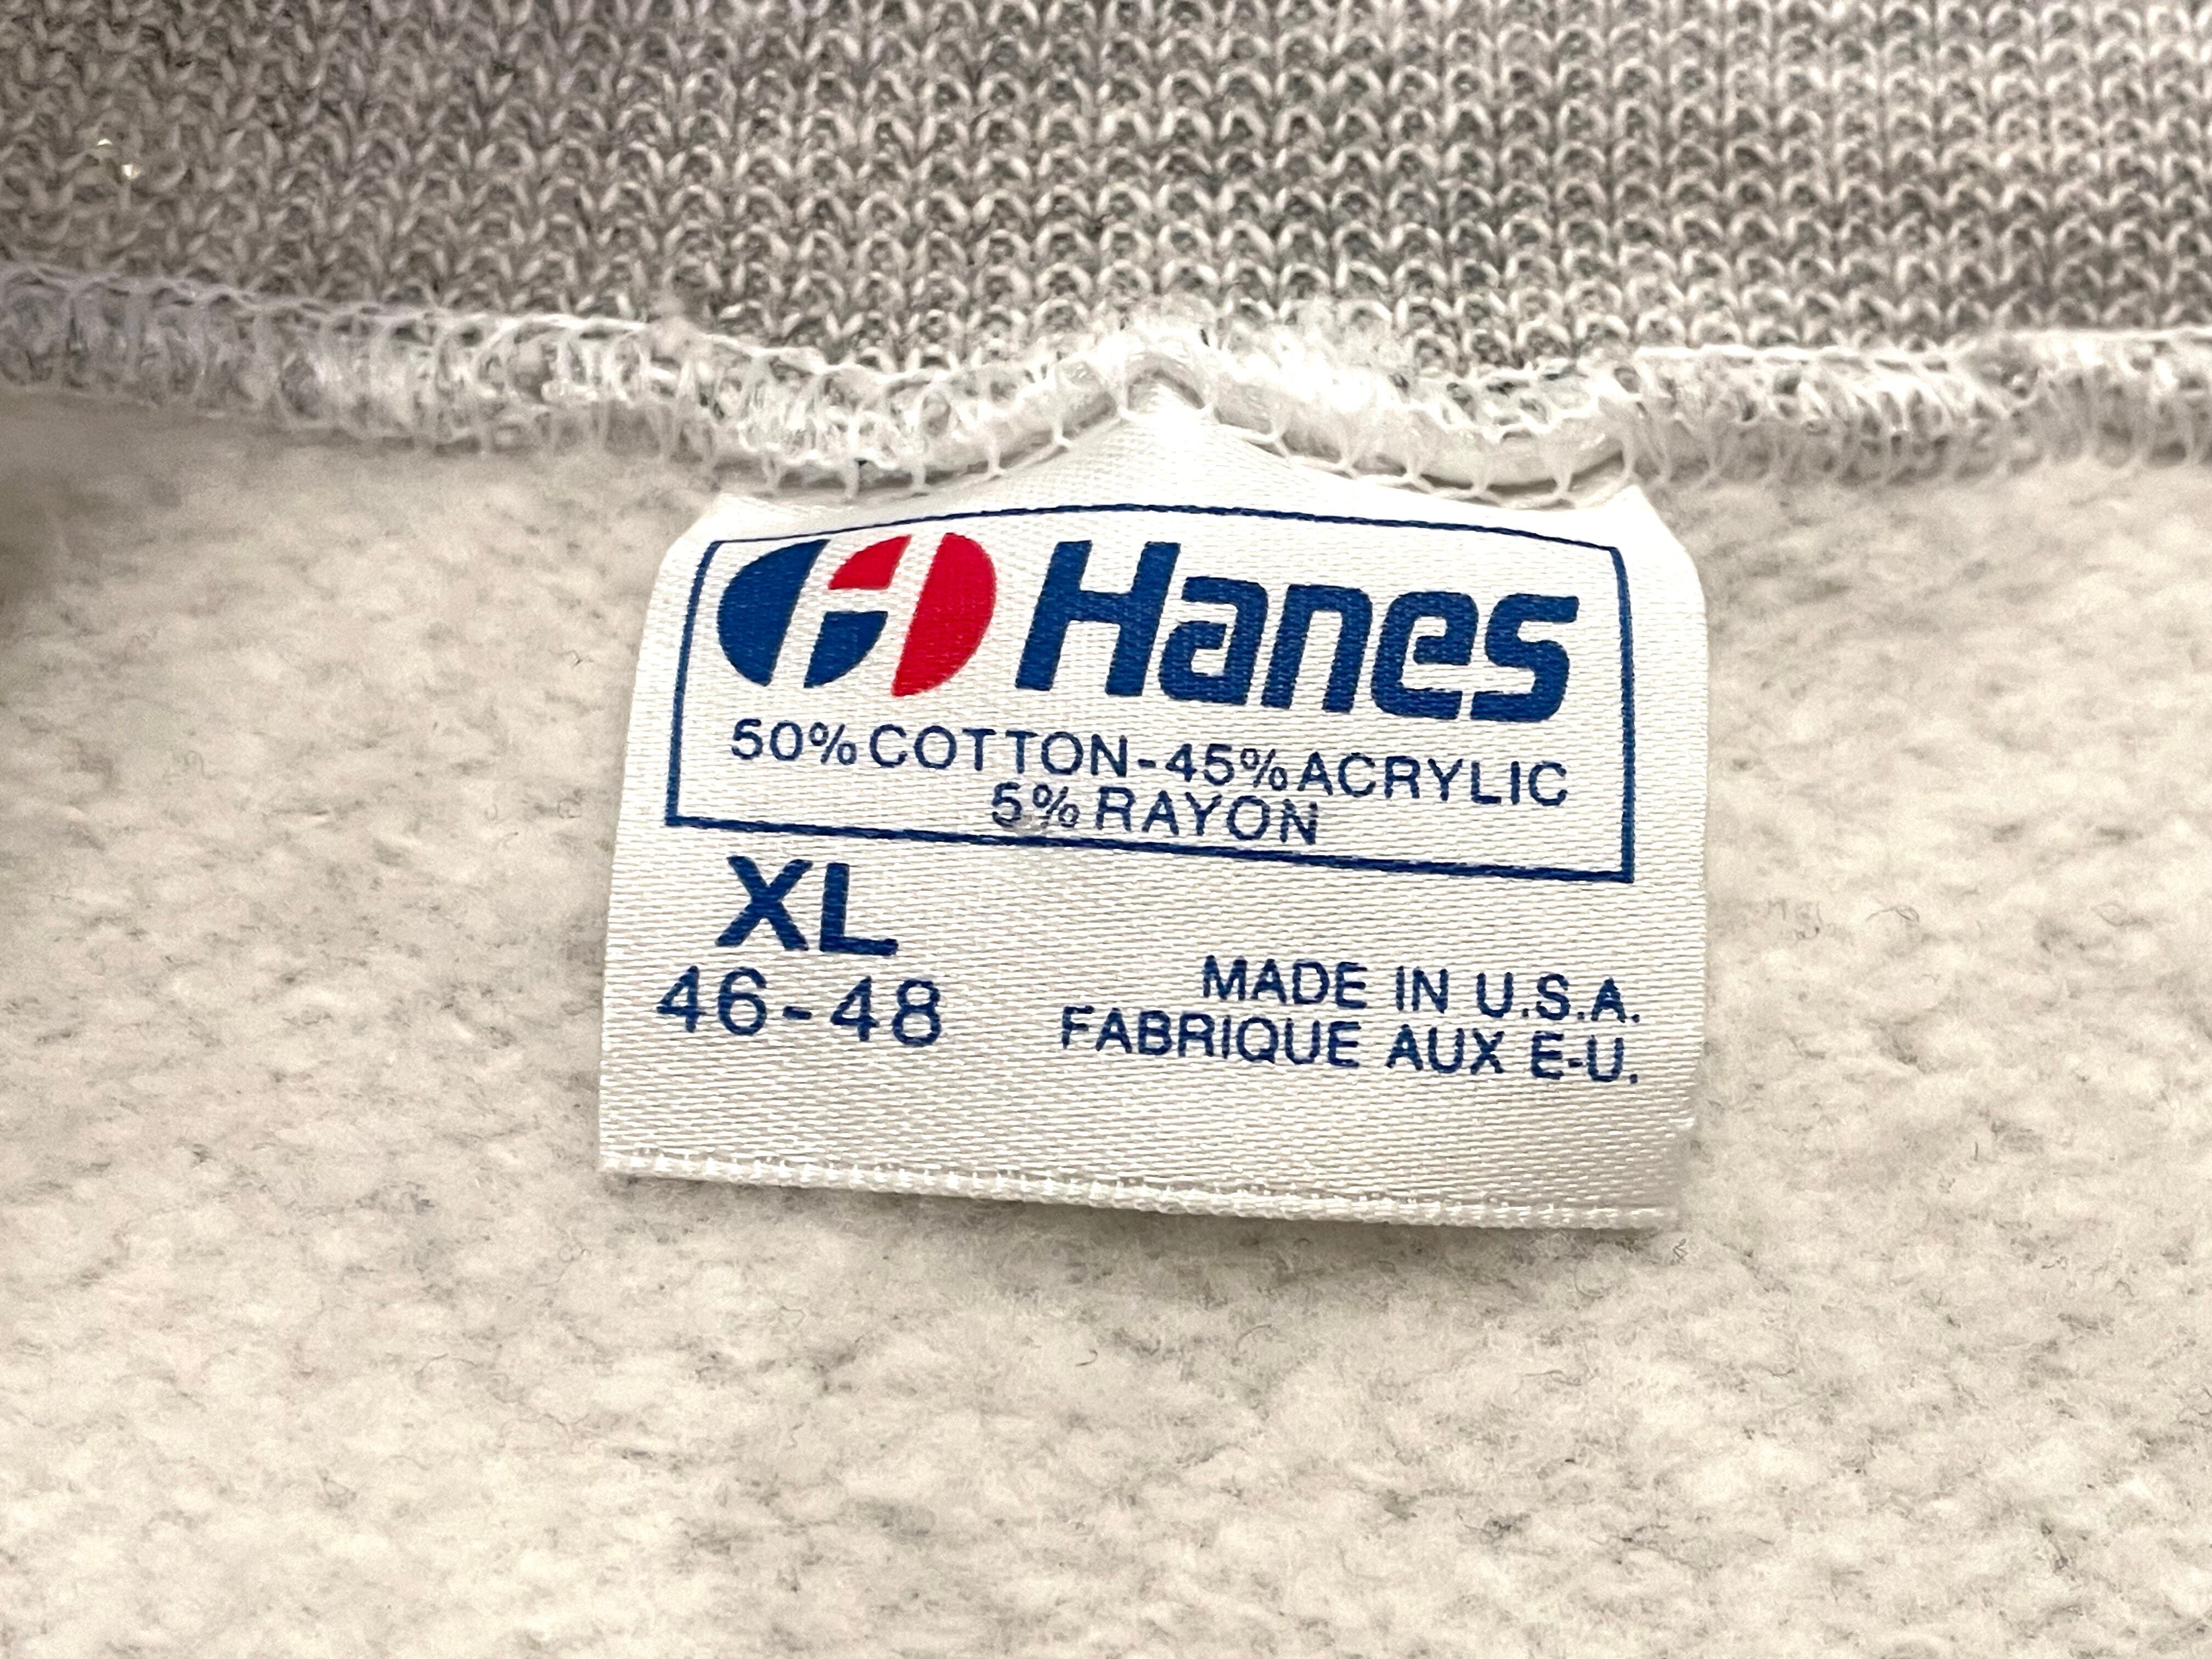 Hanes
50% COTTON-45% ACRYLIC
5% RAYON
XL
46-48
MADE IN U.S.A.
FABRIQUE AUX E-U.